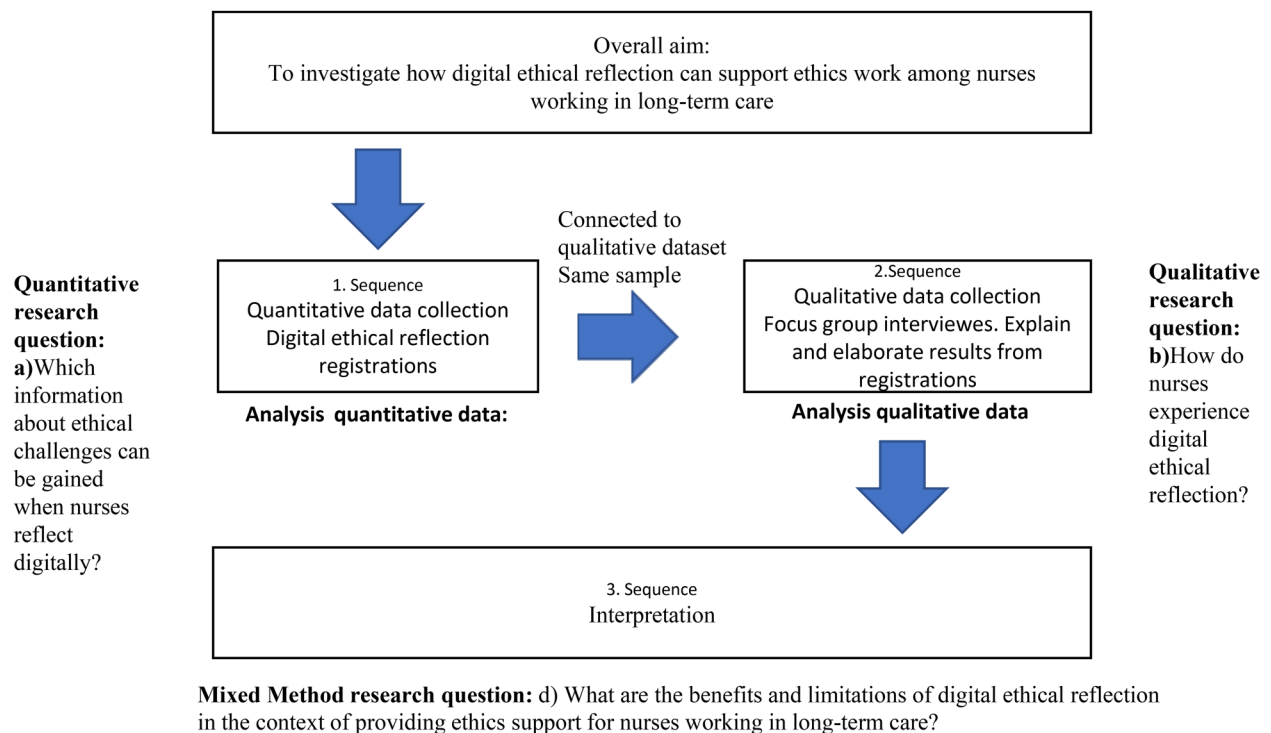 Overall aim:
To investigate how digital ethical reflection can support ethics work among nurses
working in long-term care
Connected to
qualitative dataset
Same sample
Quantitative
research
question:
a)Which
information
about ethical
challenges can
be gained
when nurses
reflect
digitally?
1. Sequence
Quantitative data collection
Digital ethical reflection
registrations
Analysis quantitative data:
2.Sequence
Qualitative data collection
Focus group interviewes. Explain
and elaborate results from
registrations
Analysis qualitative data
Qualitative
research
question:
b)How do
nurses
experience
digital
ethical
reflection?
3. Sequence
Interpretation
Mixed Method research question: d) What are the benefits and limitations of digital ethical reflection
in the context of providing ethics support for nurses working in long-term care?